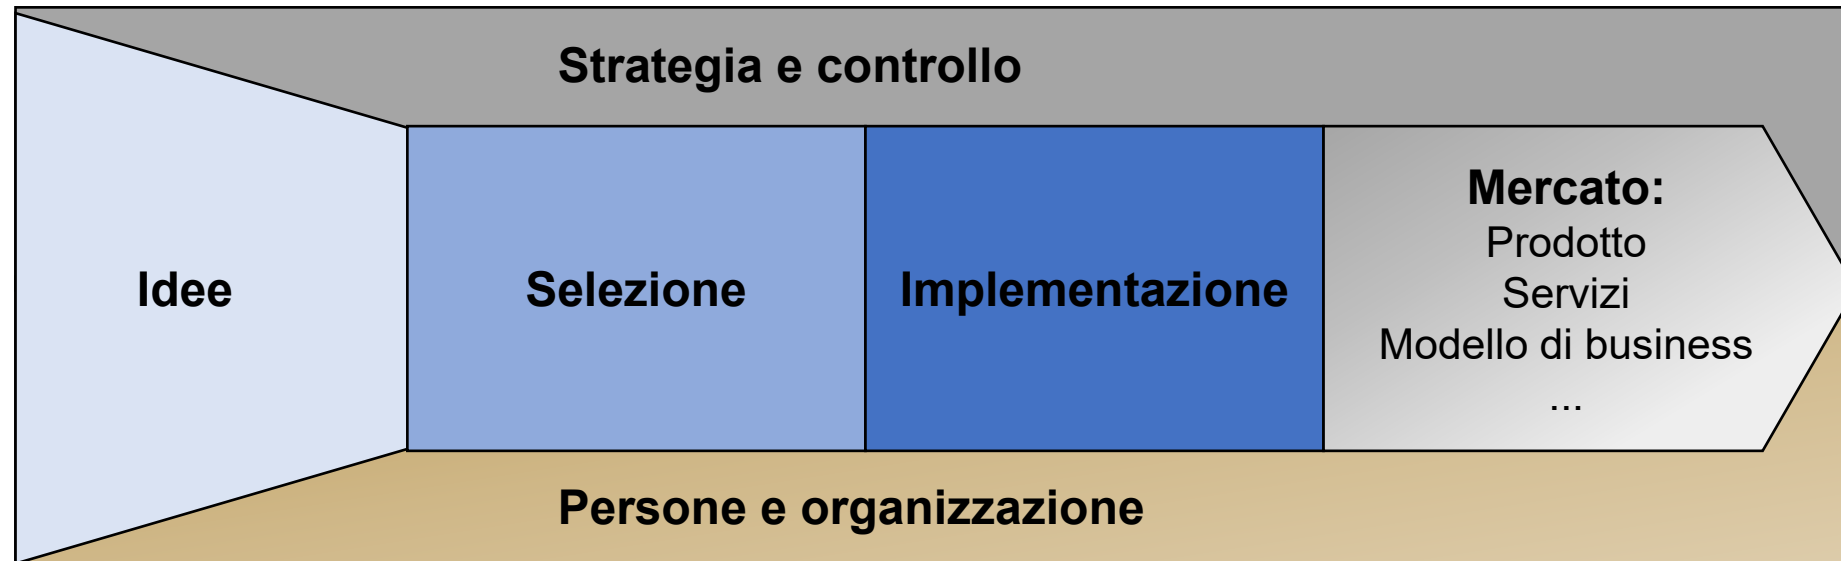 Strategia e controllo
Idee
Selezione
Implementazione
Mercato:
Prodotto
Servizi
Modello di business
...
Persone e organizzazione